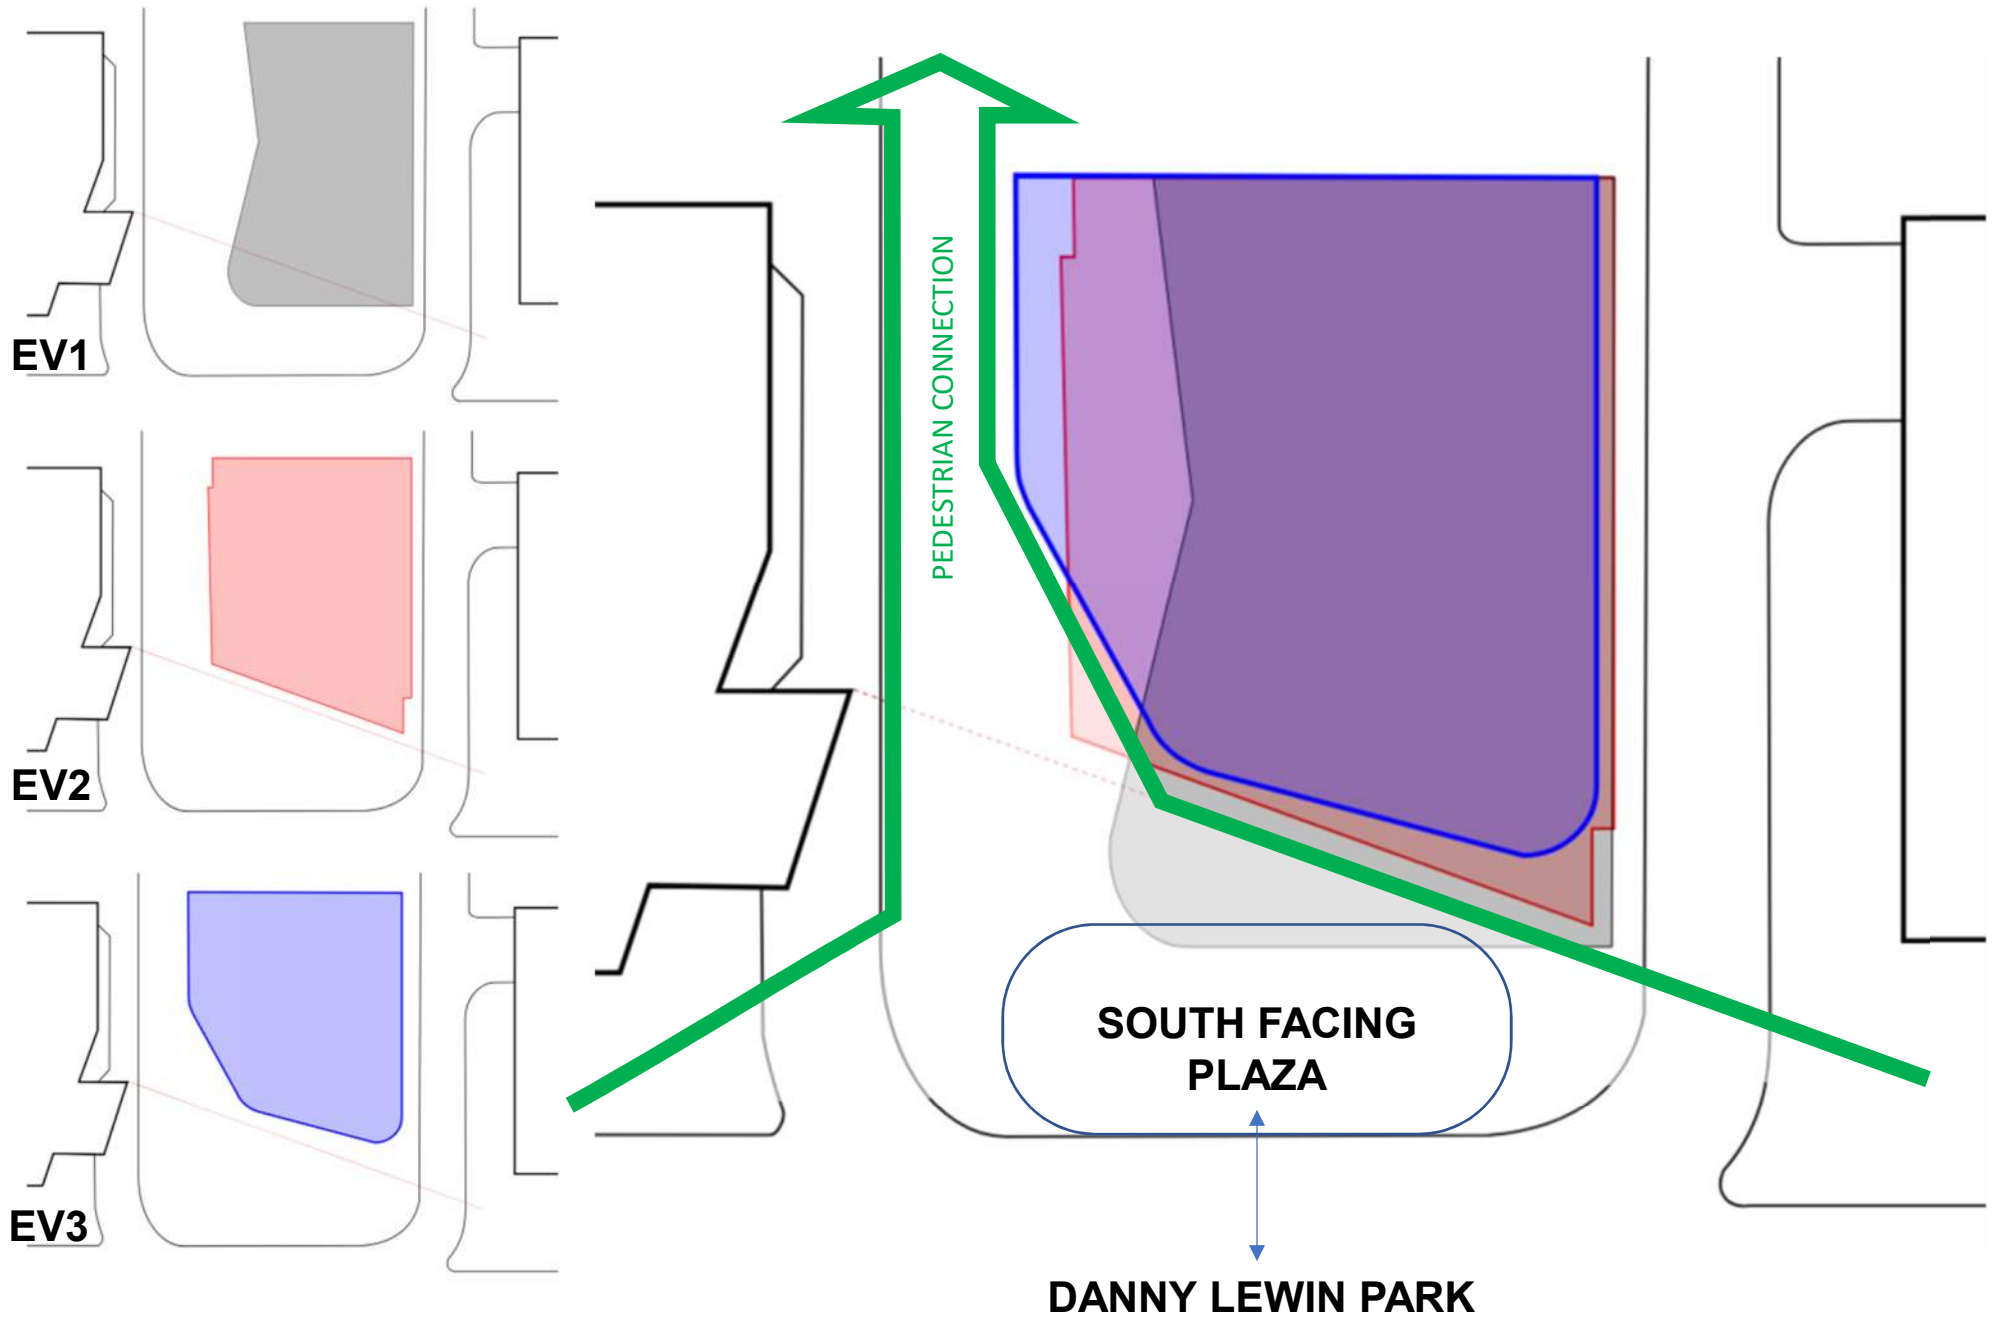 EV1
EV2
EV3
PEDESTRIAN CONNECTION
SOUTH FACING
PLAZA
DANNY LEWIN PARK